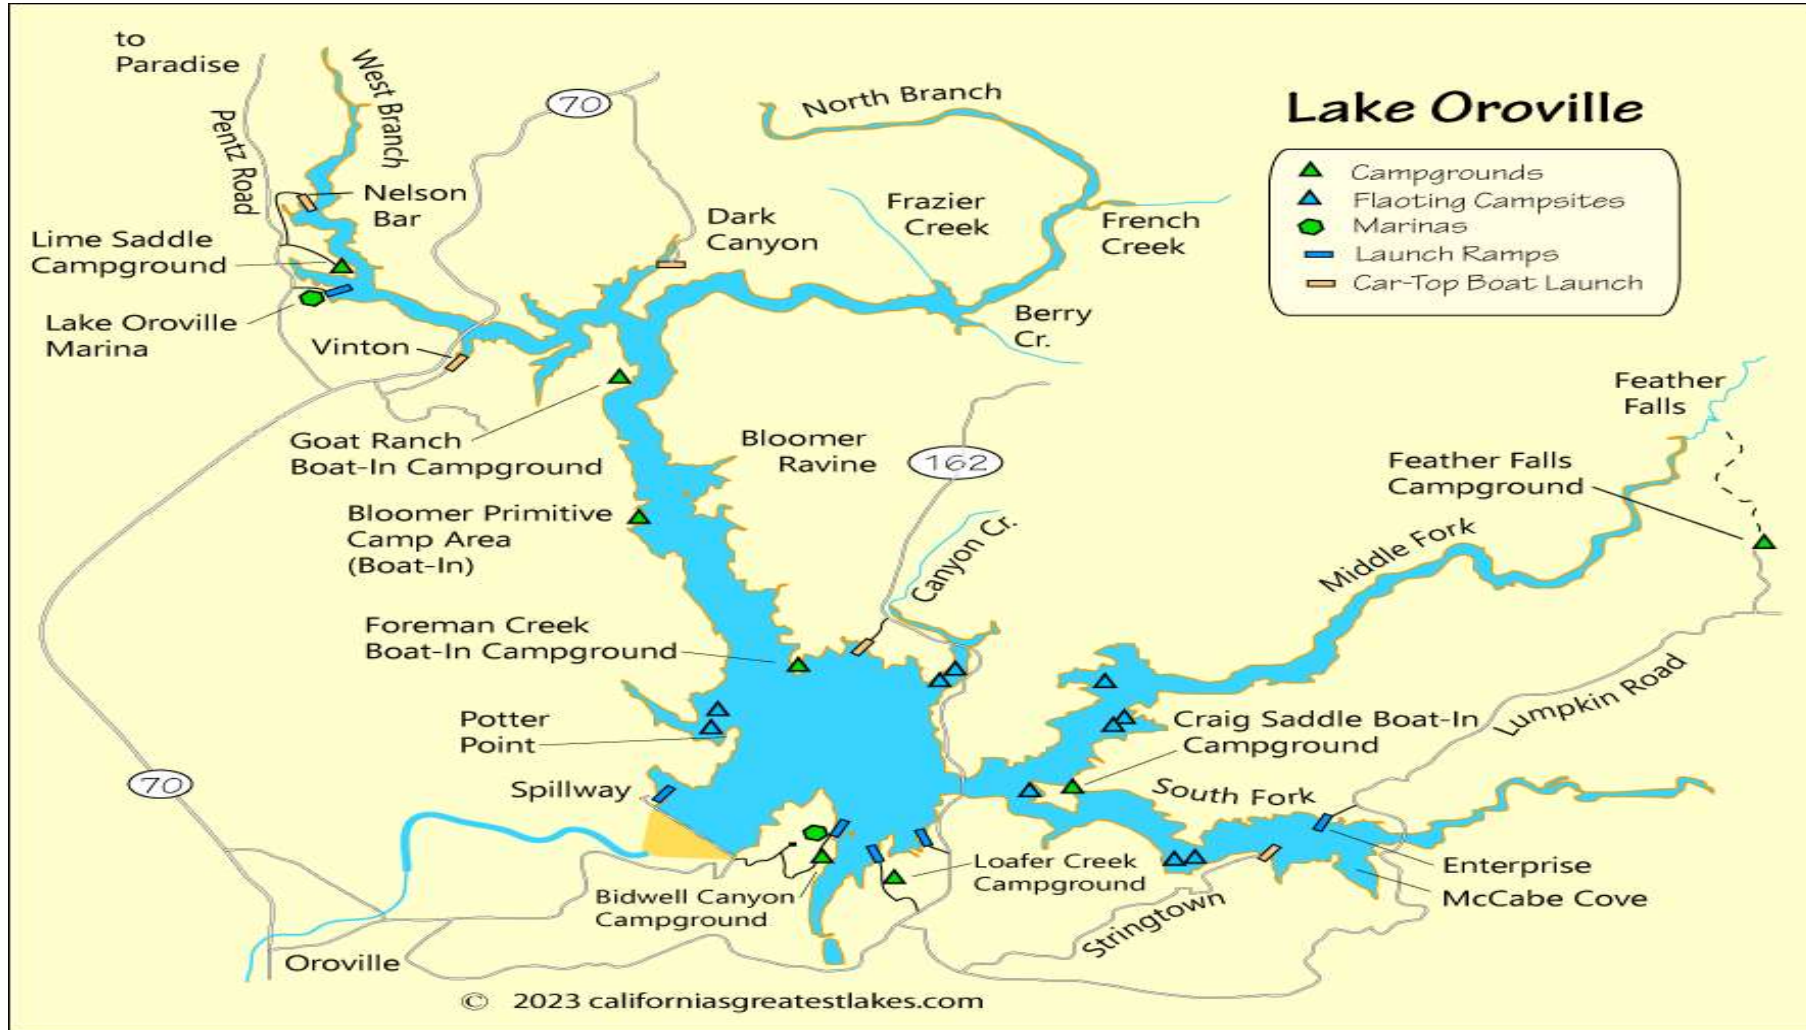 to
Paradise
West Branch
70
North Branch
Lake Oroville
Pentz Road
Campgrounds
Flaoting Campsites
Marinas
Launch Ramps
Car-Top Boat Launch
Nelson
Bar
Dark
Canyon
Frazier
Creek
French
Creek
Lime Saddle
Campground
Lake Oroville
Marina
Vinton
Berry
Cr.
Feather
Falls
Goat Ranch
Boat-In Campground
Bloomer
Ravine
162
Feather Falls
Campground
Bloomer Primitive
Camp Area
(Boat-In)
Canyon Cr.
Middle Fork
Foreman Creek
Boat-In Campground
Lumpkin Road
Potter
Point
Craig Saddle Boat-In
Campground
70
Spillway
South Fork
Loafer Creek
Campground
Enterprise
Bidwell Canyon
Campground
McCabe Cove
Stringtown
Oroville
© 2023 californiasgreatestlakes.com